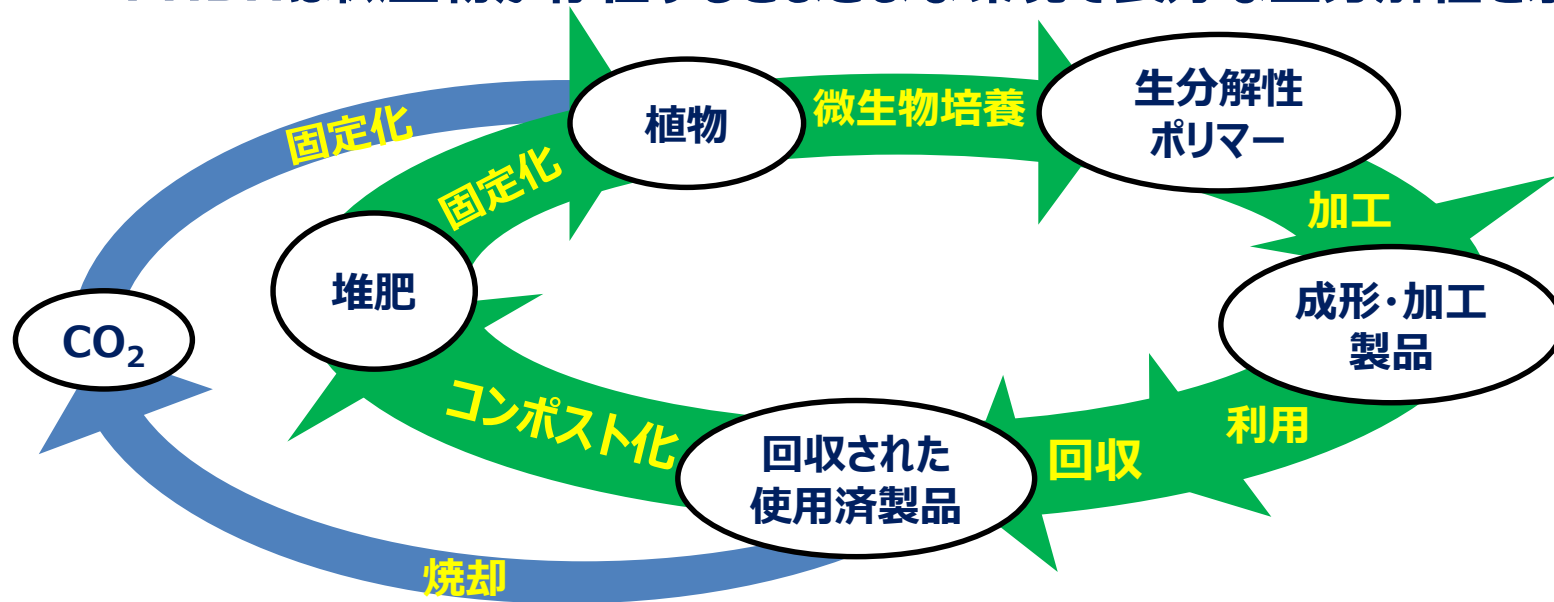 固定化
植物
微生物培養
生分解性
ポリマー
固定化
加工
堆肥
成形・加工
製品
CO₂
コンポスト化
利用
回収された
使用済製品
回収
焼却